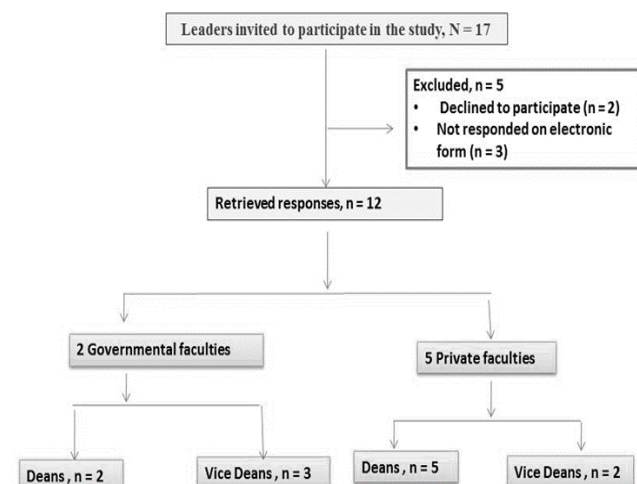 Leaders invited to participate in the study, N = 17
Excluded, n = 5
• Declined to participate (n = 2)
• Not responded on electronic
form (n = 3)
Retrieved responses, n = 12
2 Governmental faculties
5 Private faculties
Deans , n = 2
Vice Deans , n = 3
Deans , n = 5
Vice Deans , n = 2